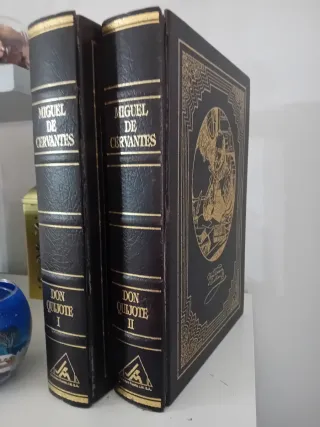 MIGUEL
DE
CERVANTES
DON
QUIJOTE
I
MIGUEL
DE
CERVANTES
DON
QUIJOTE
II